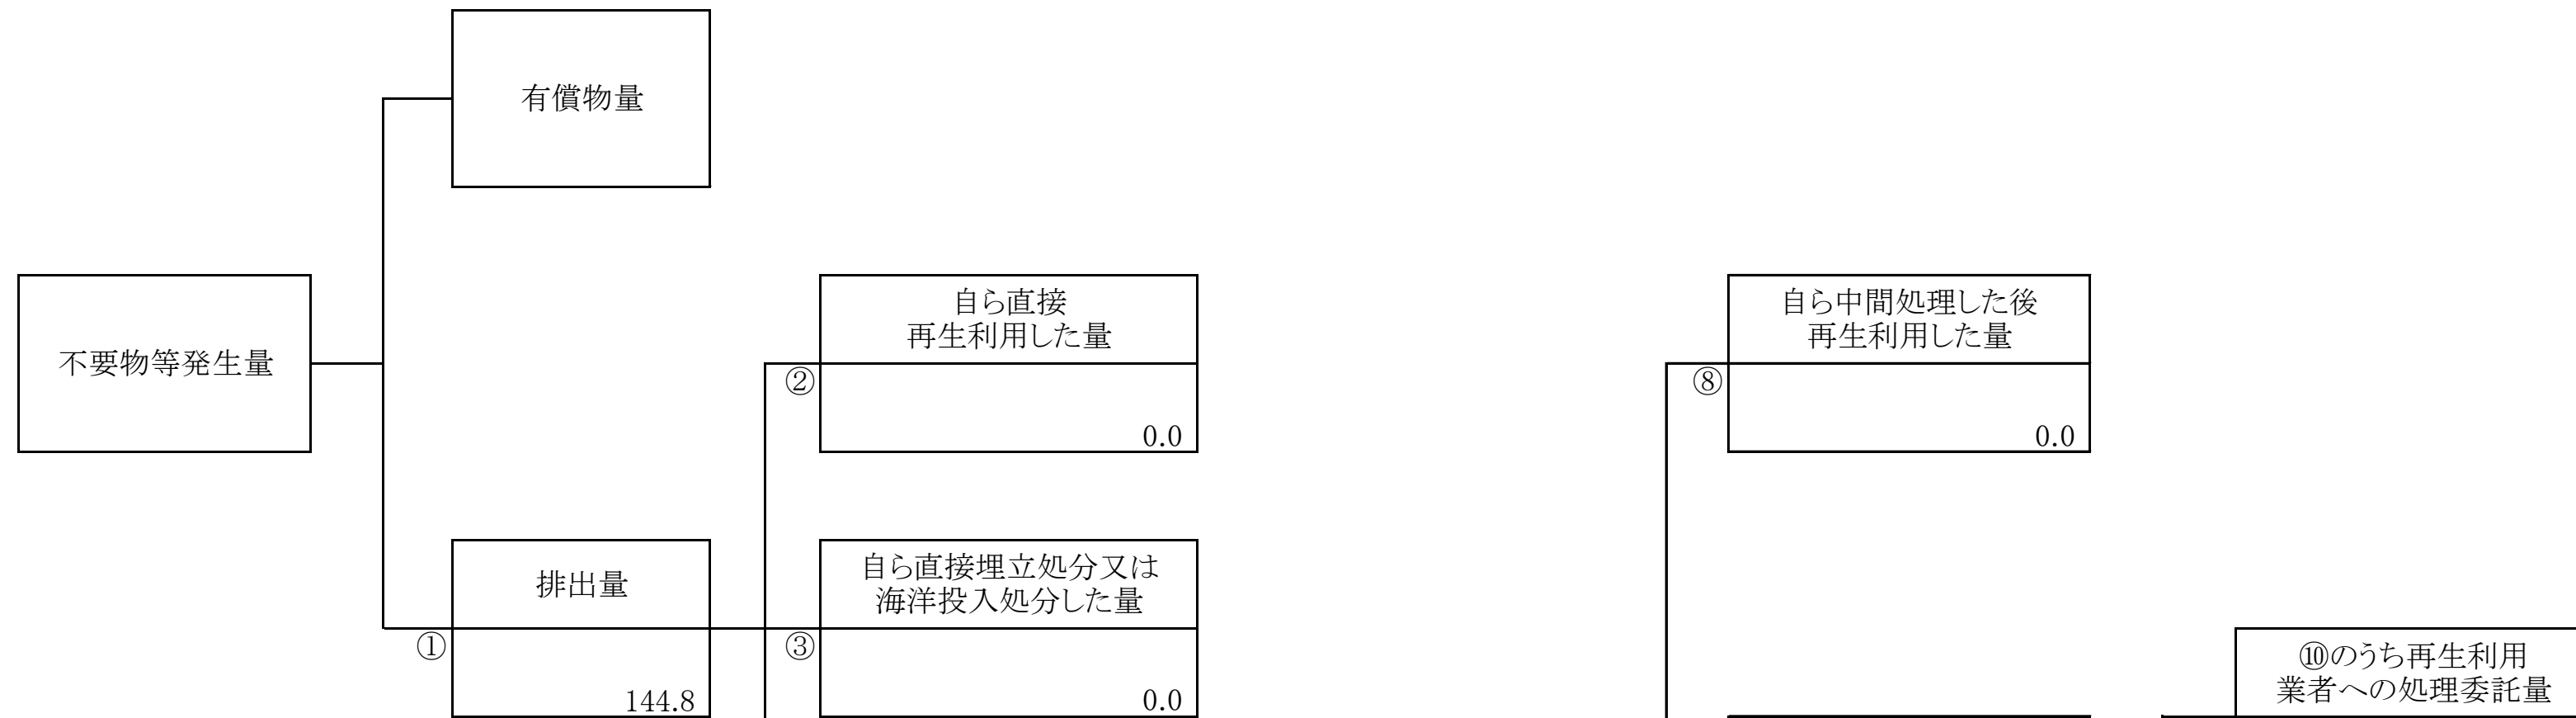 有償物量
不要物等発生量
自ら直接
再生利用した量
②
0.0
自ら中間処理した後
再生利用した量
⑧
0.0
排出量
①
144.8
自ら直接埋立処分又は
海洋投入処分した量
③
0.0
⑩のうち再生利用
業者への処理委託量